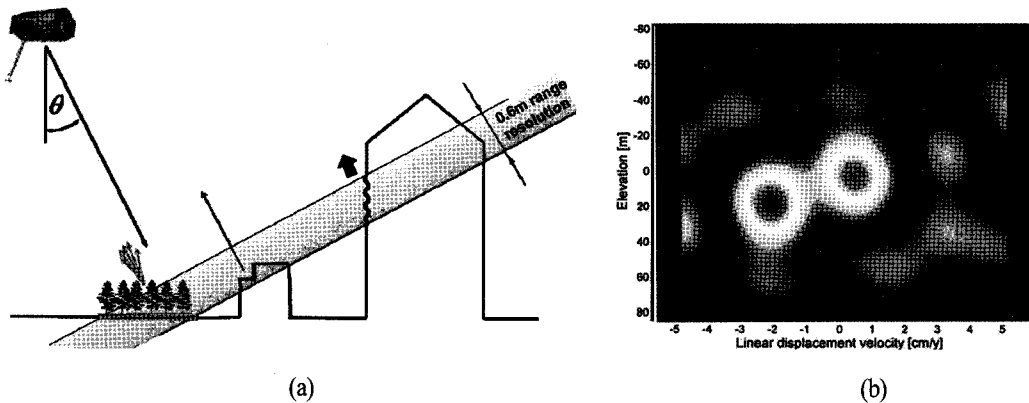 θ
0.6m range
resolution
(a)
-80
-60
-40
-20
0
20
40
60
80
Elevation [m]
-5 -4 -3 -2 -1 0 1 2 3 4 5
Linear displacement velocity [cm/y]
(b)